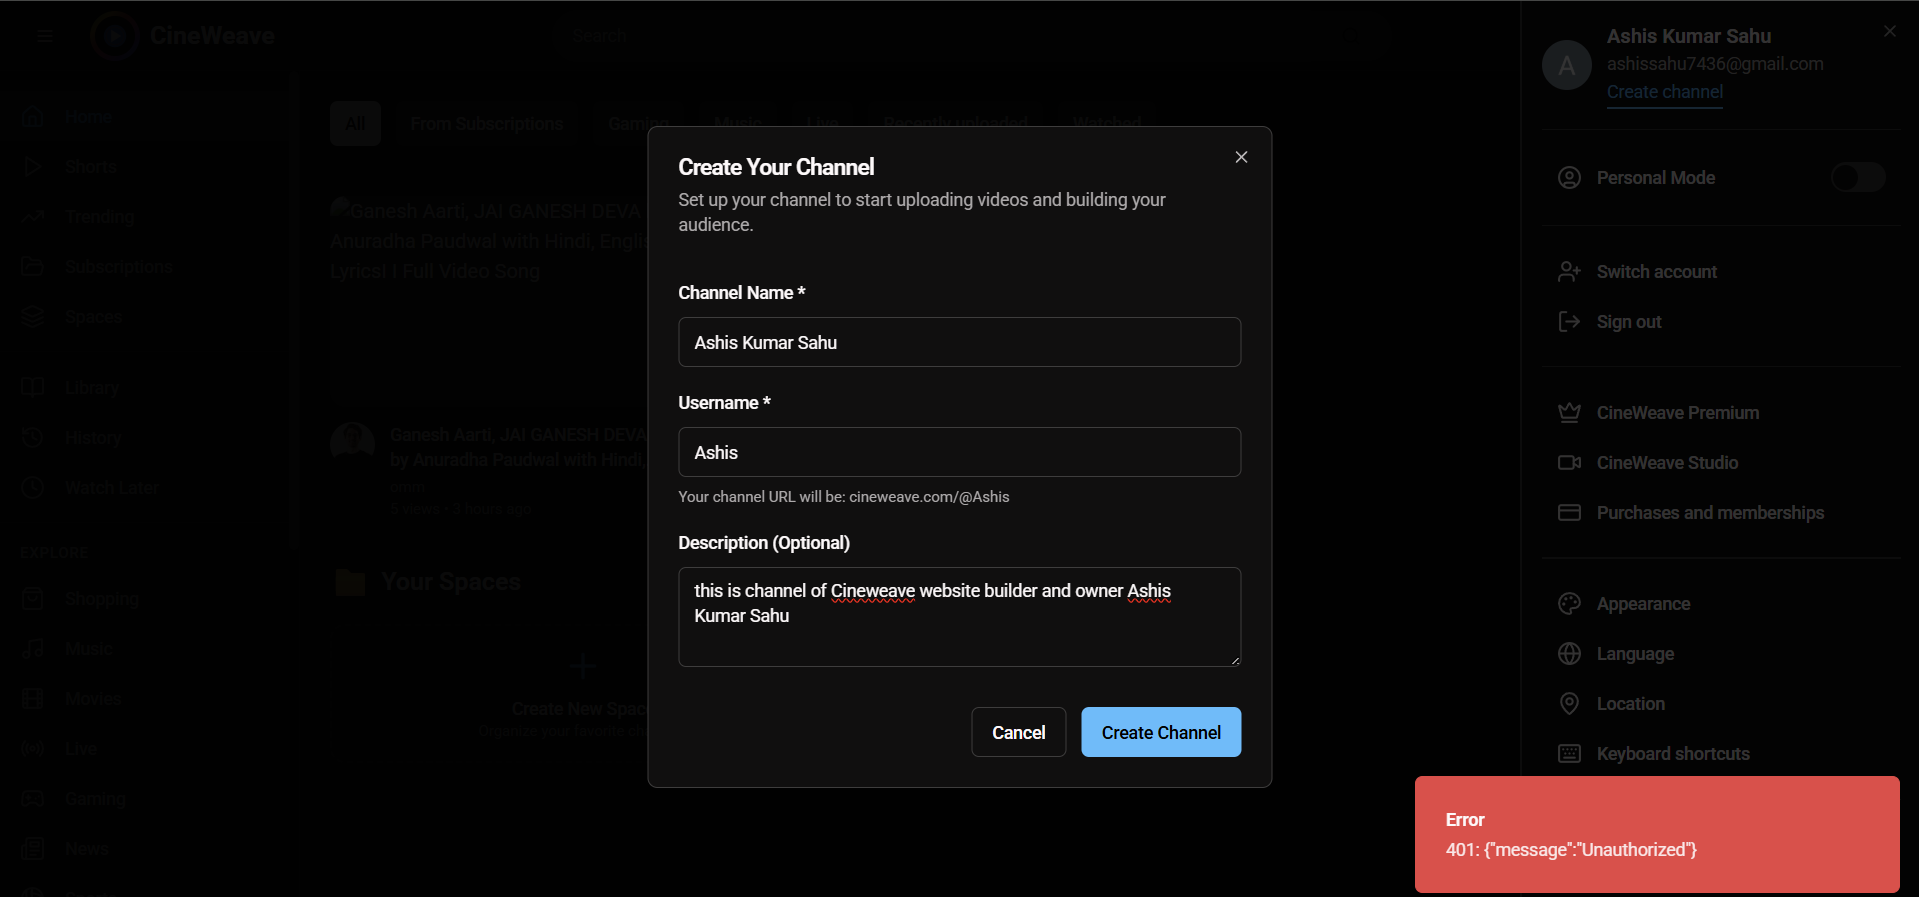 CineWeave
Search
Home
Shorts
Trending
Subscriptions
Spaces
Library
History
Watch Later
EXPLORE
Shopping
Music
Movies
Live
Gaming
News
All
From Subscriptions
Gaming
Music
Live
Recently uploaded
Watched
Ganesh Aarti, JAI GANESH DEVA
Anuradha Paudwal with Hindi, English
Lyrics! I Full Video Song
Ganesh Aarti, JAI GANESH DEVA
by Anuradha Paudwal with Hindi,
5 views • 3 hours ago
Your Spaces
Create New Space
Organize your favorite
Create Your Channel
Set up your channel to start uploading videos and building your
audience.
Channel Name *
Ashis Kumar Sahu
Username *
Ashis
Your channel URL will be: cineweave.com/@Ashis
Description (Optional)
this is channel of Cineweave website builder and owner Ashis
Kumar Sahu
Cancel
Create Channel
A
Ashis Kumar Sahu
ashissahu7436@gmail.com
Create channel
Personal Mode
Switch account
Sign out
CineWeave Premium
CineWeave Studio
Purchases and memberships
Appearance
Language
Location
Keyboard shortcuts
Error
401: {"message":"Unauthorized"}